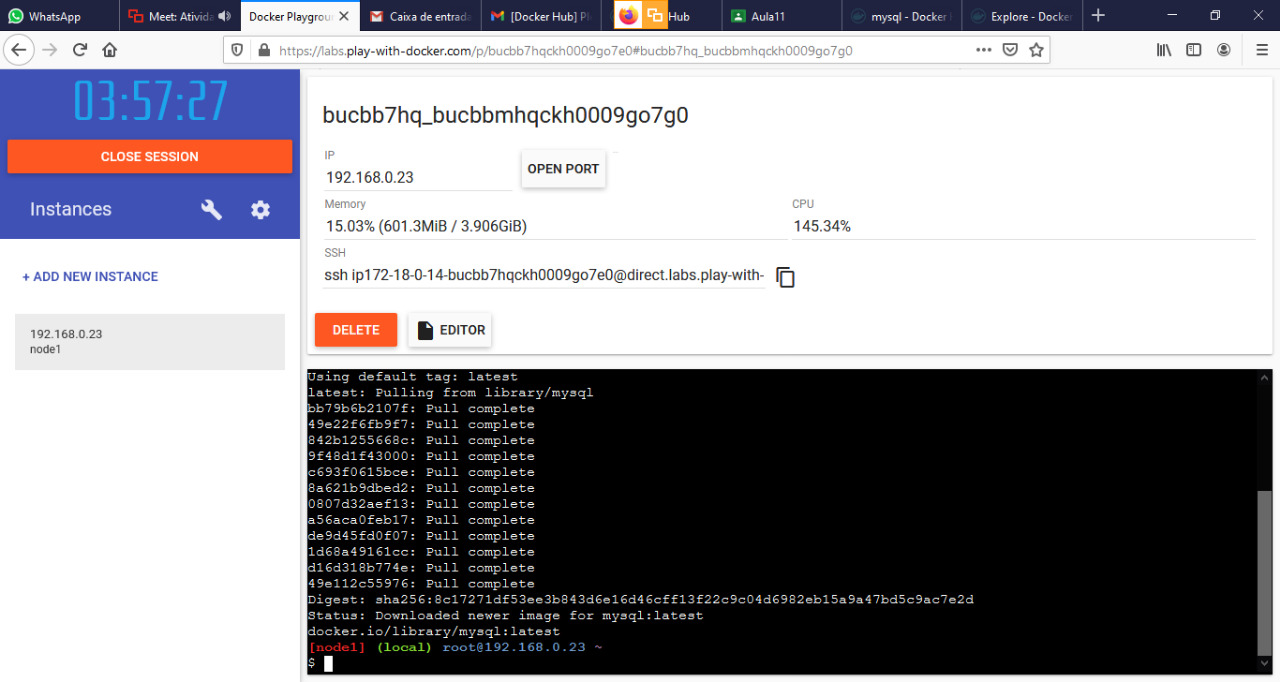 WhatsApp
Meet: Ativida
Docker Playgrou
Caixa de entrada
[Docker Hub] Pl
Hub
Aula11
mysql - Docker
Explore - Docker
https://labs.play-with-docker.com/p/bucbb7hqckh0009go7e0#bucbb7hq_bucbbmhqckh0009go7g0
03:57:27
CLOSE SESSION
Instances
+ ADD NEW INSTANCE
192.168.0.23
node1
bucbb7hq_bucbbmhqckh0009go7g0
IP
192.168.0.23
OPEN PORT
Memory
15.03% (601.3MiB / 3.906GiB)
CPU
145.34%
SSH
ssh ip172-18-0-14-bucbb7hqckh0009go7e0@direct.labs.play-with-
DELETE
EDITOR
Using default tag: latest
latest: Pulling from library/mysql
bb79b6b2107f: Pull complete
49e22f6fb9f7: Pull complete
842b1255668c: Pull complete
9f48d1f43000: Pull complete
c693f0615bce: Pull complete
8a621b9dbed2: Pull complete
0807d32aef13: Pull complete
a56aca0feb17: Pull complete
de9d45fd0f07: Pull complete
1d68a49161cc: Pull complete
d16d318b774e: Pull complete
49e112c55976: Pull complete
Digest: sha256:8c17271df53ee3b843d6e16d46cff13f22c9c04d6982eb15a9a47bd5c9ac7e2d
Status: Downloaded newer image for mysql:latest
docker.io/library/mysql:latest
[node1] (local) root@192.168.0.23 ~
$